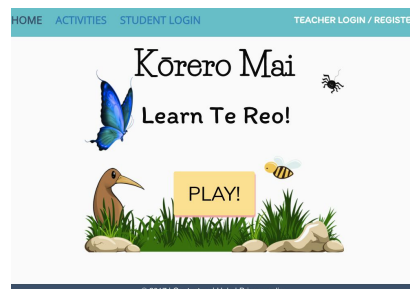 HOME ACTIVITIES STUDENT LOGIN TEACHER LOGIN / REGISTE
Kōrero Mai
Learn Te Reo!
PLAY!